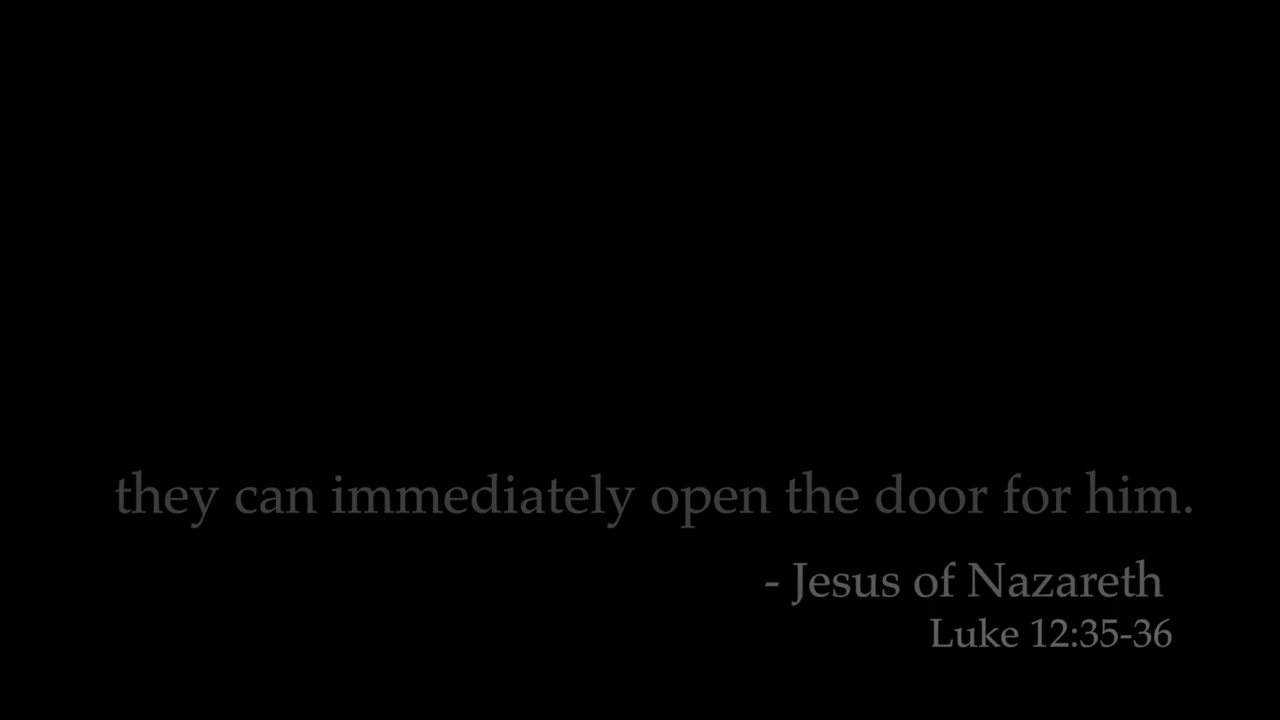 they can immediately open the door for him.
- Jesus of Nazareth
Luke 12:35-36